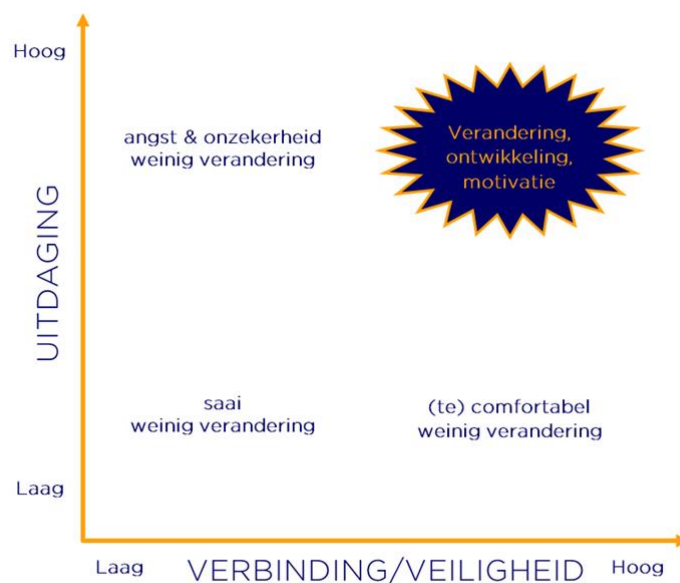 Hoog
angst & onzekerheid
weinig verandering
Verandering,
ontwikkeling,
motivatie
UITDAGING
saai
weinig verandering
(te) comfortabel
weinig verandering
Laag
Laag
VERBINDING/VEILIGHEID
Hoog